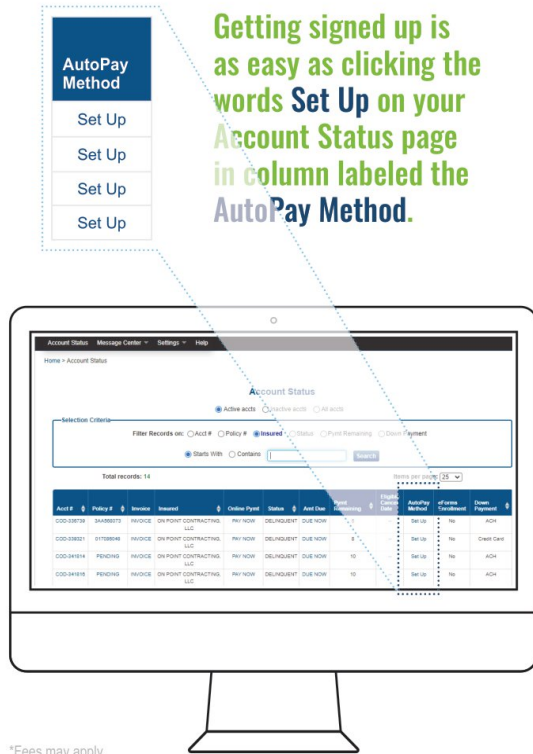 AutoPay
Method
Set Up
Set Up
Set Up
Set Up
Getting signed up is
as easy as clicking the
words Set Up on your
Account Status page
in column labeled the
AutoPay Method.
Account Status Message Center Settings Help
Home > Account Status
Account Status
Active accts Inactive accts All accts
Selection Criteria
Filter Records on: Acct # Policy # Insured Status Pymt Remaining Down Payment
Starts With Contains Search
Total records: 14 Items per page: 25
Acct # Policy # Invoice Insured Online Pymt Status Amt Due Pymt Remaining Cancel Date AutoPay Method eForms Enrollment Down Payment
INVOICE ON POINT CONTRACTING, LLC PAY NOW DELINQUENT DUE NOW Set Up No ACH
INVOICE ON POINT CONTRACTING, LLC PAY NOW DELINQUENT DUE NOW Set Up No Credit Card
COD-041814 PENDING INVOICE ON POINT CONTRACTING, LLC PAY NOW DELINQUENT DUE NOW 10 Set Up No ACH
COD-041816 PENDING INVOICE ON POINT CONTRACTING, LLC PAY NOW DELINQUENT DUE NOW 10 Set Up No ACH
*Fees may apply